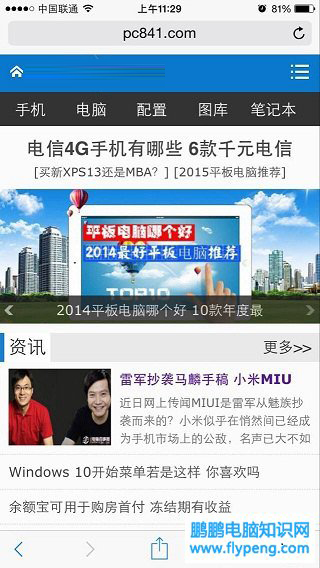 中国联通
上午11:29
81%
pc841.com
手机 电脑 配置 图库 笔记本
电信4G手机有哪些 6款千元电信
[买新XPS13还是MBA？] [2015平板电脑推荐]
平板电脑哪个好
2014最好平板电脑推荐
TOP10
2014平板电脑哪个好 10款年度最
资讯 更多>>
雷军抄袭马麟手稿 小米MIU
近日网上传闻MIUI是雷军从魅族抄
袭而来的？小米似乎在悄然间已经成
为手机市场上的公敌，名声已大不如
Windows 10开始菜单若是这样 你喜欢吗
余额宝可用于购房首付 冻结期有收益
鹏鹏电脑知识网
www.flypeng.com